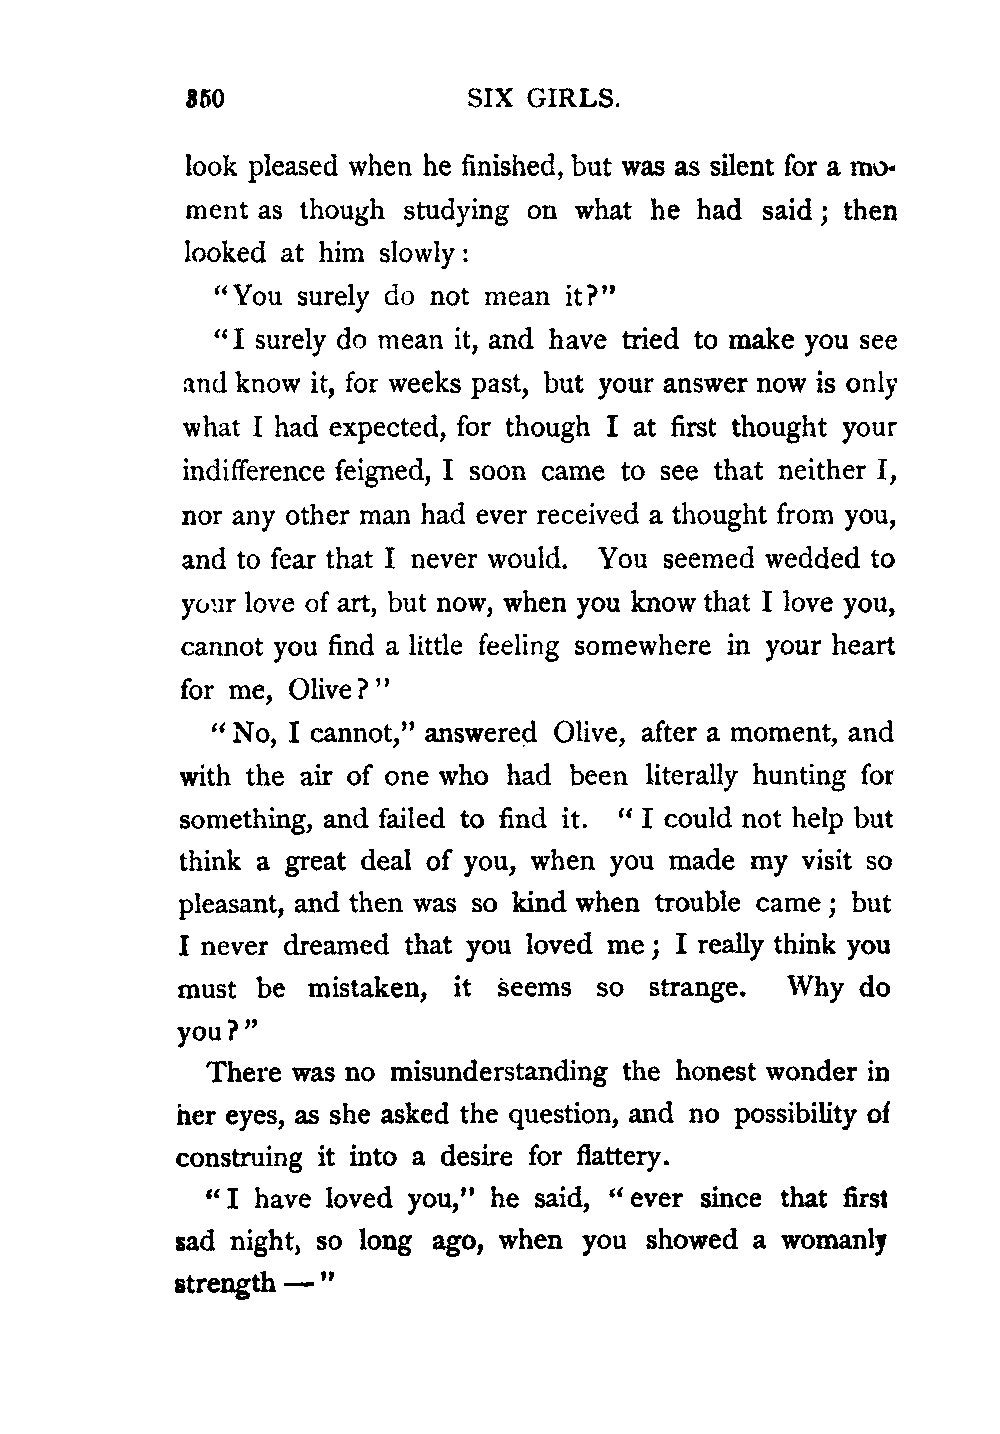 350 SIX GIRLS.
look pleased when he finished, but was as silent for a mo-
ment as though studying on what he had said; then
looked at him slowly:
"You surely do not mean it?"
"I surely do mean it, and have tried to make you see
and know it, for weeks past, but your answer now is only
what I had expected, for though I at first thought your
indifference feigned, I soon came to see that neither I,
nor any other man had ever received a thought from you,
and to fear that I never would. You seemed wedded to
your love of art, but now, when you know that I love you,
cannot you find a little feeling somewhere in your heart
for me, Olive?"
"No, I cannot," answered Olive, after a moment, and
with the air of one who had been literally hunting for
something, and failed to find it. "I could not help but
think a great deal of you, when you made my visit so
pleasant, and then was so kind when trouble came; but
I never dreamed that you loved me; I really think you
must be mistaken, it seems so strange. Why do
you?"
There was no misunderstanding the honest wonder in
her eyes, as she asked the question, and no possibility of
construing it into a desire for flattery.
"I have loved you," he said, "ever since that first
sad night, so long ago, when you showed a womanly
strength—"